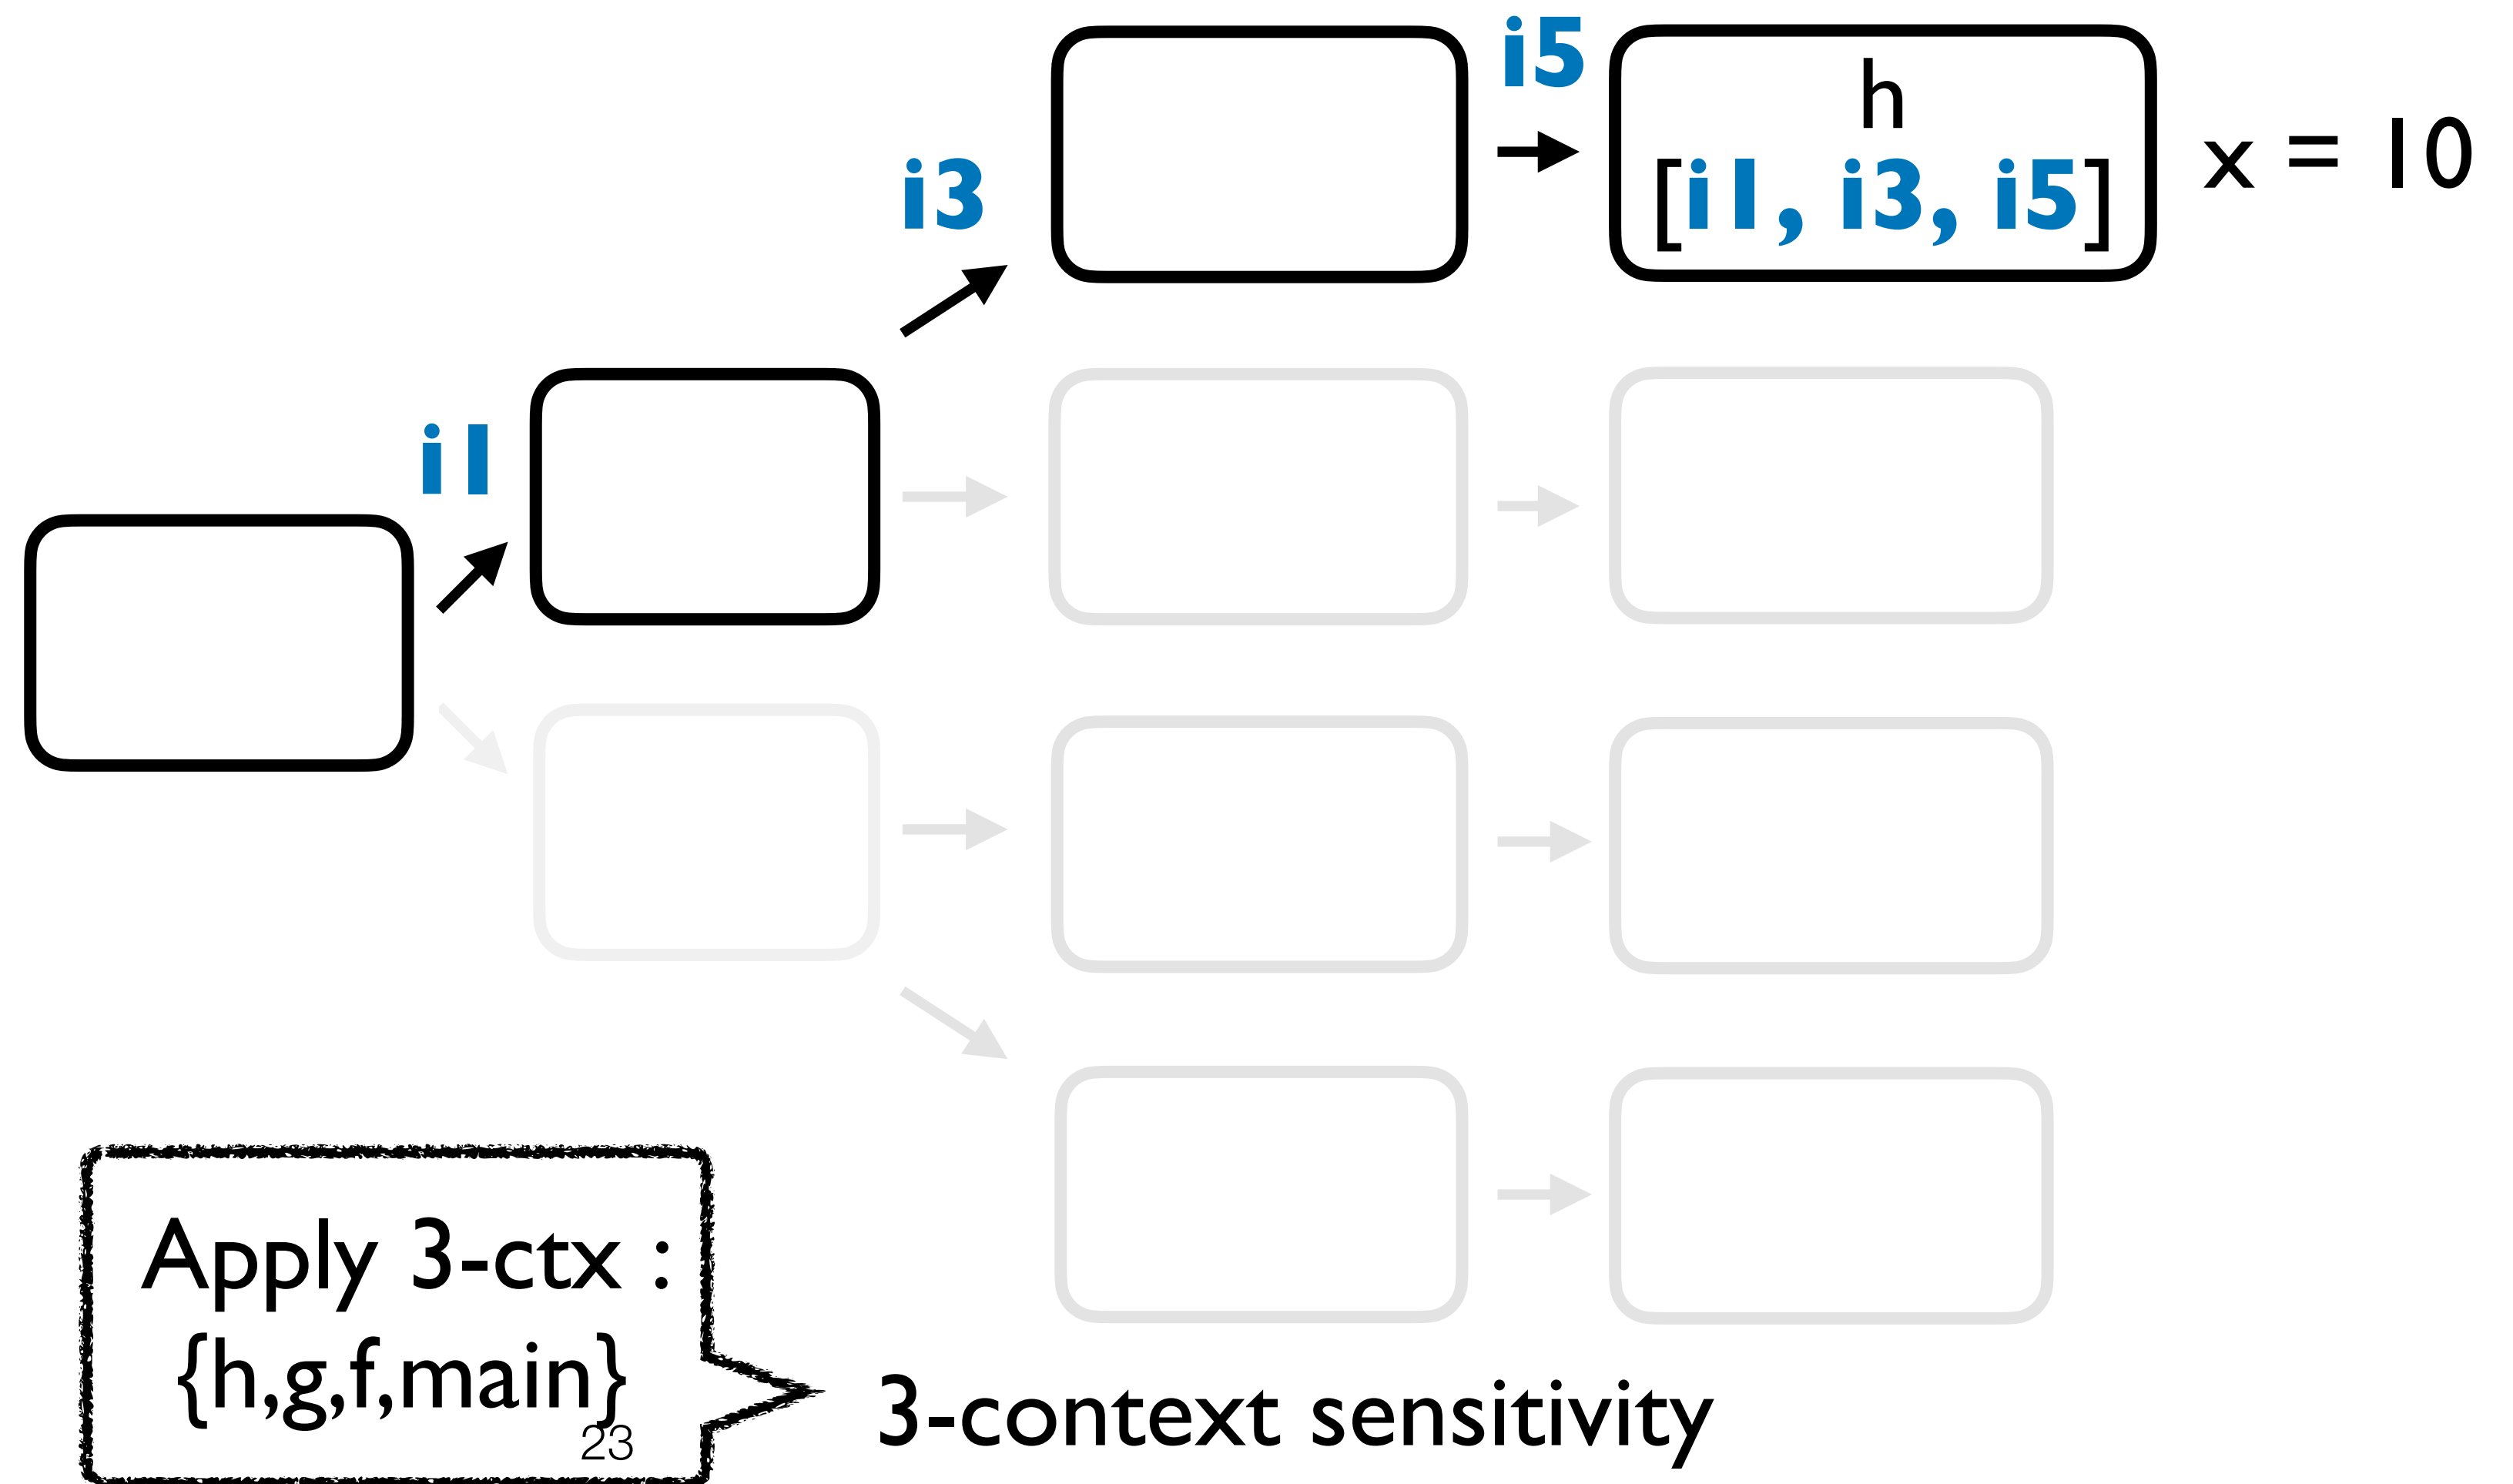 i5
h
[i1, i3, i5]
x = 10
i3
i1
Apply 3-ctx :
{h,g,f,main}
23
3-context sensitivity